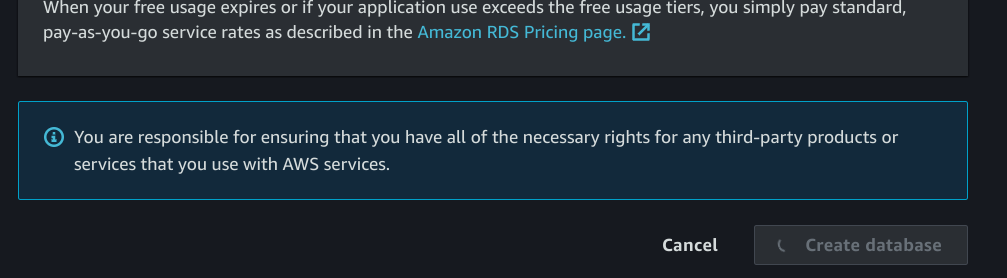 When your free usage expires or if your application use exceeds the free usage tiers, you simply pay standard,
pay-as-you-go service rates as described in the Amazon RDS Pricing page.
You are responsible for ensuring that you have all of the necessary rights for any third-party products or
services that you use with AWS services.
Cancel Create database